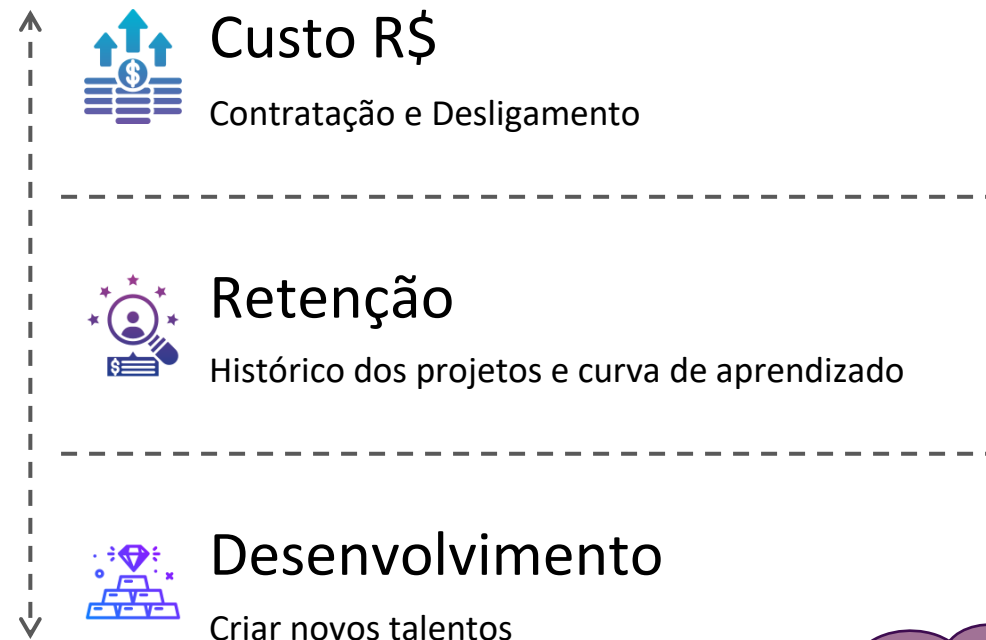 Custo R$
Contratação e Desligamento
Retenção
Histórico dos projetos e curva de aprendizado
Desenvolvimento
Criar novos talentos